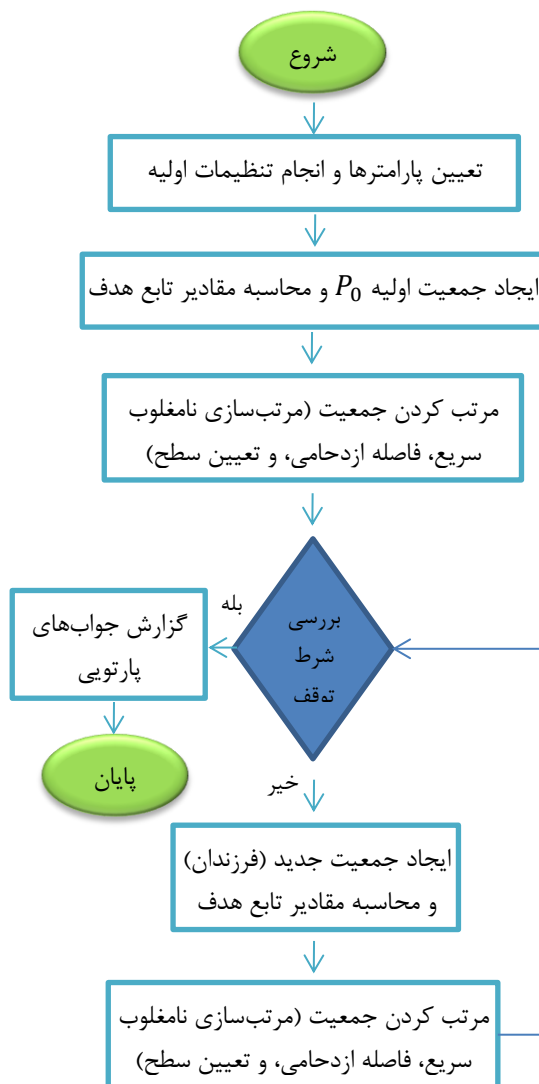 شروع
تعیین پارامترها و انجام تنظیمات اولیه
ایجاد جمعیت اولیه P₀ و محاسبه مقادیر تابع هدف
مرتب کردن جمعیت (مرتب‌سازی نامغلوب
سریع، فاصله ازدحامی، و تعیین سطح)
بررسی
شرط
توقف
بله
گزارش جواب‌های
پارتویی
پایان
خیر
ایجاد جمعیت جدید (فرزندان)
و محاسبه مقادیر تابع هدف
مرتب کردن جمعیت (مرتب‌سازی نامغلوب
سریع، فاصله ازدحامی، و تعیین سطح)